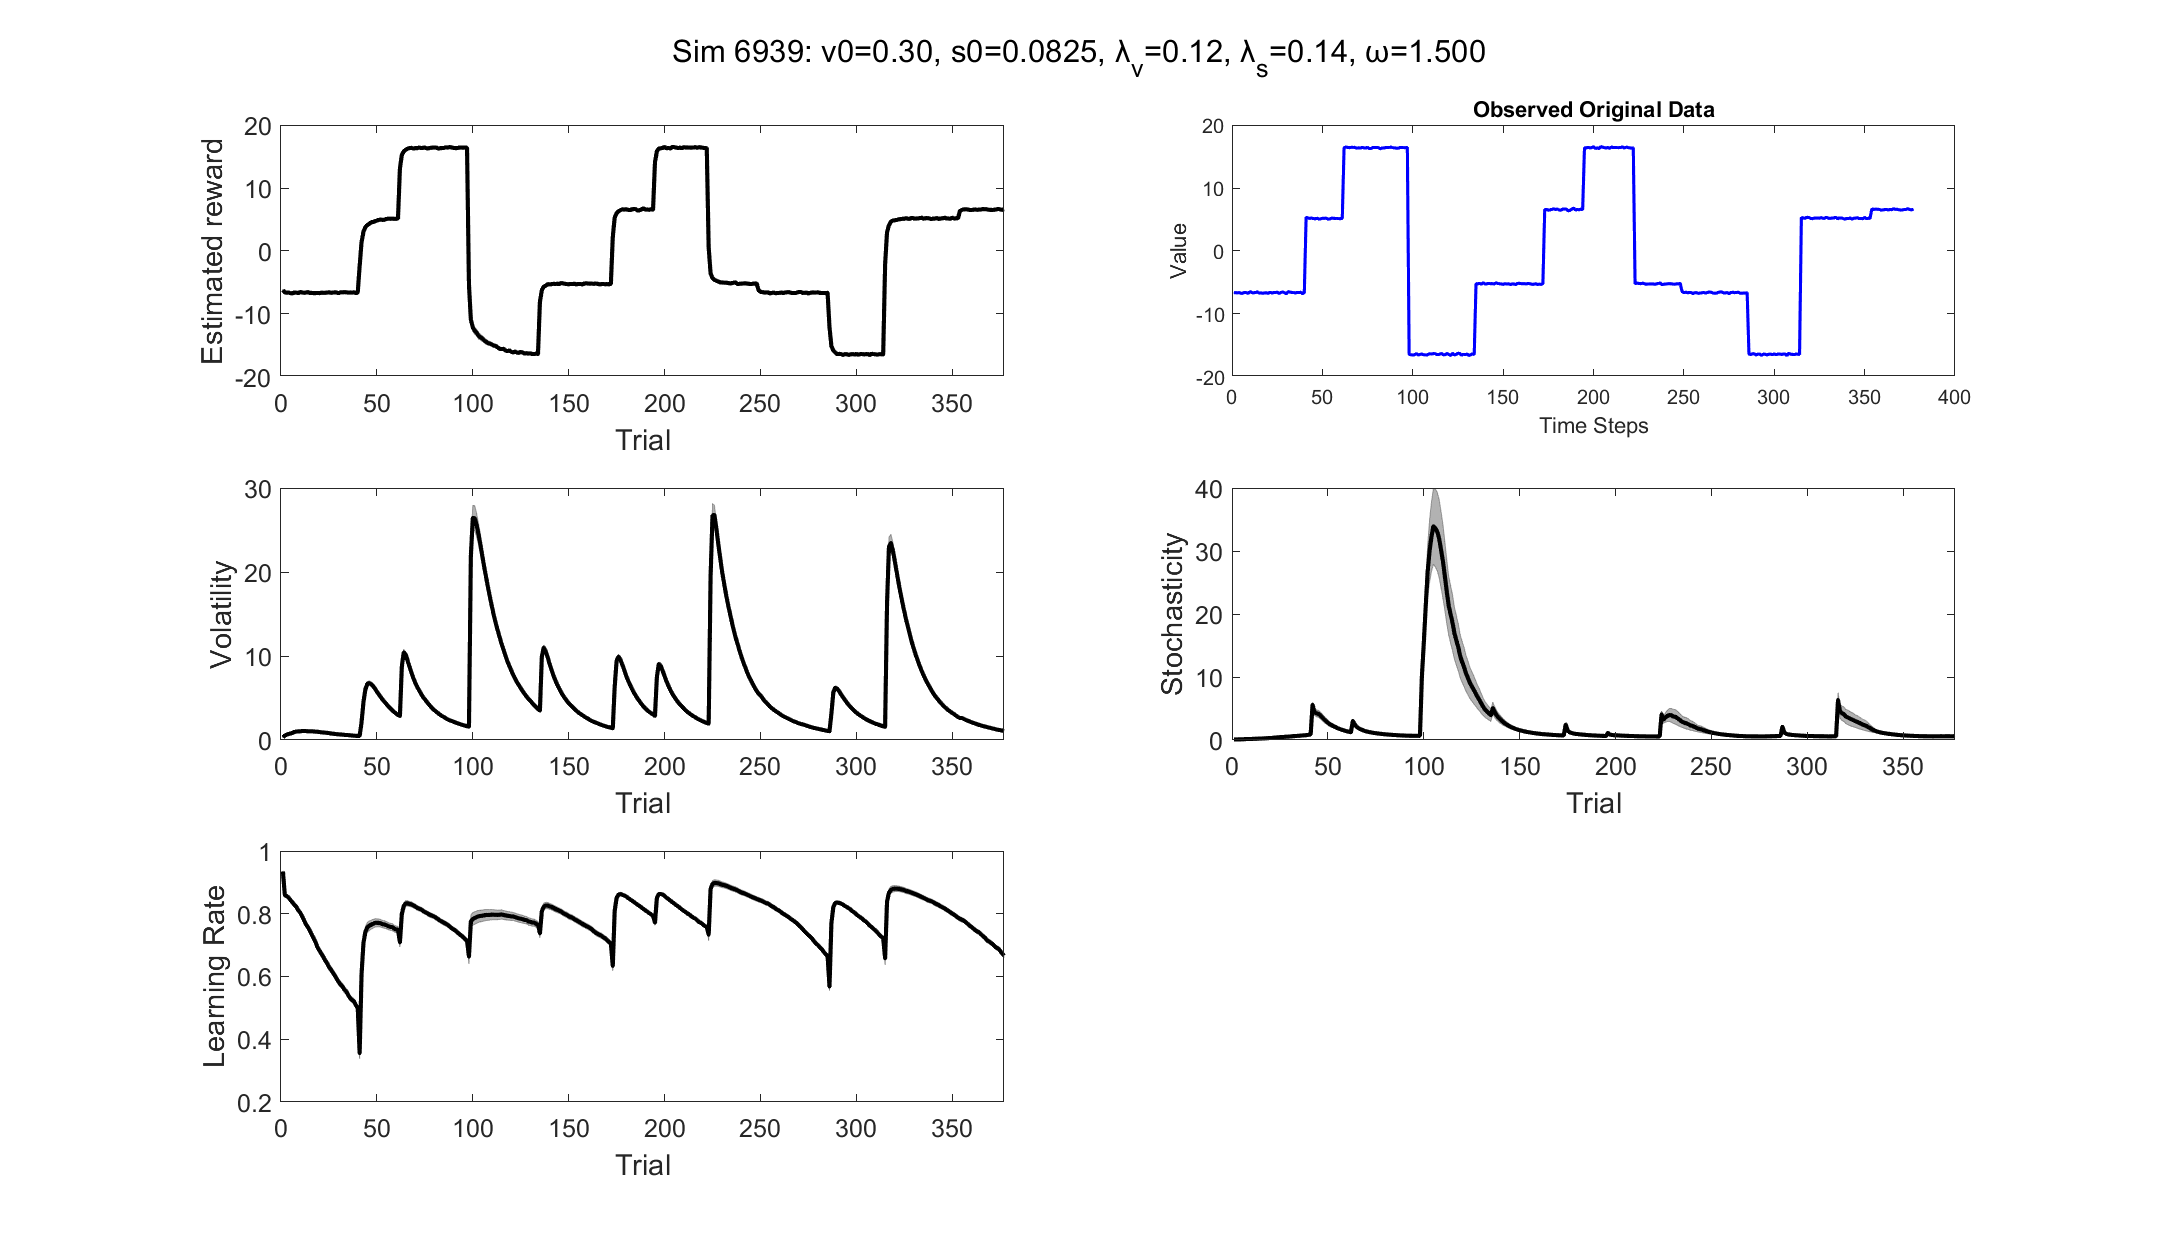 Sim 6939: v0=0.30, s0=0.0825, λv=0.12, λs=0.14, ω=1.500
Estimated reward
20
10
0
-10
-20
0 50 100 150 200 250 300 350
Trial
Observed Original Data
Value
20
10
0
-10
-20
0 50 100 150 200 250 300 350 400
Time Steps
Volatility
30
20
10
0
0 50 100 150 200 250 300 350
Trial
Stochasticity
40
30
20
10
0
0 50 100 150 200 250 300 350
Trial
Learning Rate
1
0.8
0.6
0.4
0.2
0 50 100 150 200 250 300 350
Trial